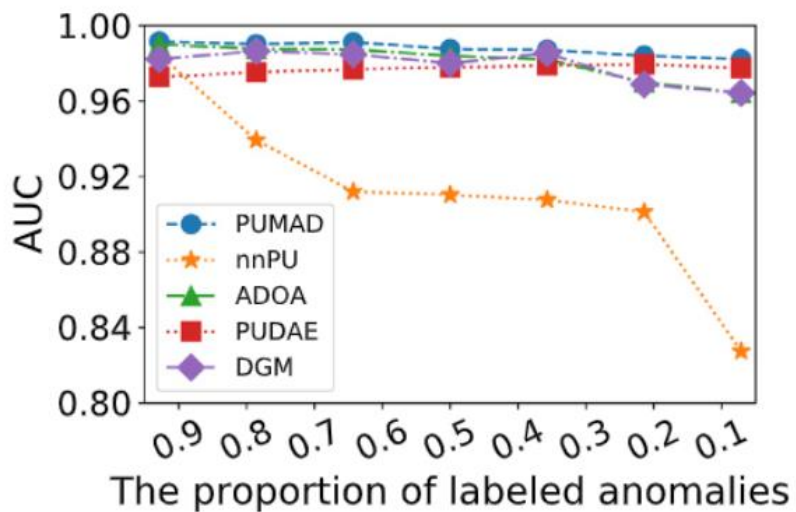 1.00
0.96
0.92
0.88
0.84
0.80
AUC
PUMAD
nnPU
ADOA
PUDAE
DGM
0.9 0.8 0.7 0.6 0.5 0.4 0.3 0.2 0.1
The proportion of labeled anomalies